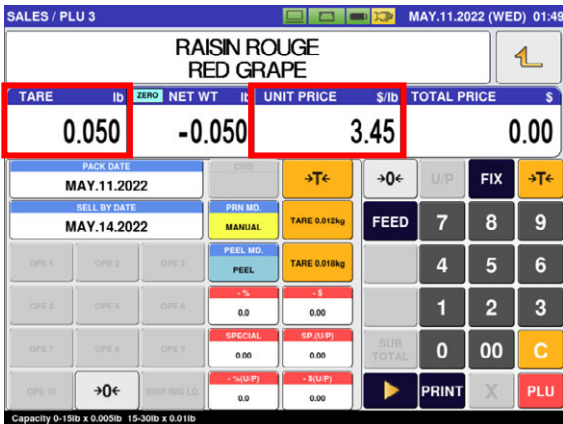 SALES / PLU 3 MAY.11.2022 (WED) 01:49
RAISIN ROUGE
RED GRAPE
TARE lb ZERO NET WT lb UNIT PRICE $/lb TOTAL PRICE $
0.050 -0.050 3.45 0.00
PACK DATE
MAY.11.2022
CSIS
→T←
→0←
U/P
FIX
→T←
SELL BY DATE
MAY.14.2022
PRN MD.
MANUAL
TARE 0.012kg
FEED
7
8
9
OPE 1
OPE 2
OPE 3
PEEL MD.
PEEL
TARE 0.018kg
4
5
6
OPE 4
OPE 5
OPE 6
- %
0.0
- $
0.00
1
2
3
OPE 7
OPE 8
OPE 9
SPECIAL
0.00
SP.(U/P)
0.00
SUB
TOTAL
0
00
C
OPE 10
→0←
DISP IMG I.D.
- %(U/P)
0.0
- $(U/P)
0.00
PRINT
X
PLU
Capacity 0-15lb x 0.005lb 15-30lb x 0.01lb